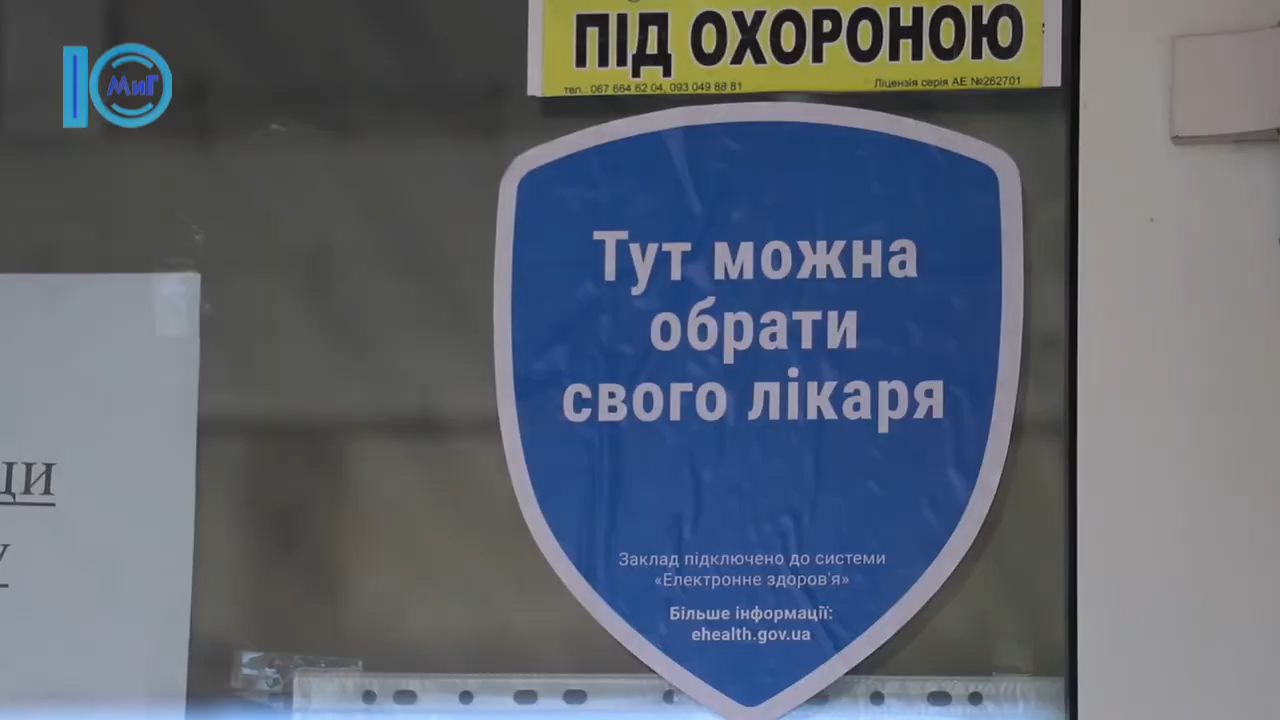 МиГ
ПІД ОХОРОНОЮ
тел.: 067 664 62 04, 093 049 88 81
Ліцензія серія АЕ №262701
Тут можна
обрати
свого лікаря
Заклад підключено до системи
«Електронне здоров'я»
Більше інформації:
ehealth.gov.ua